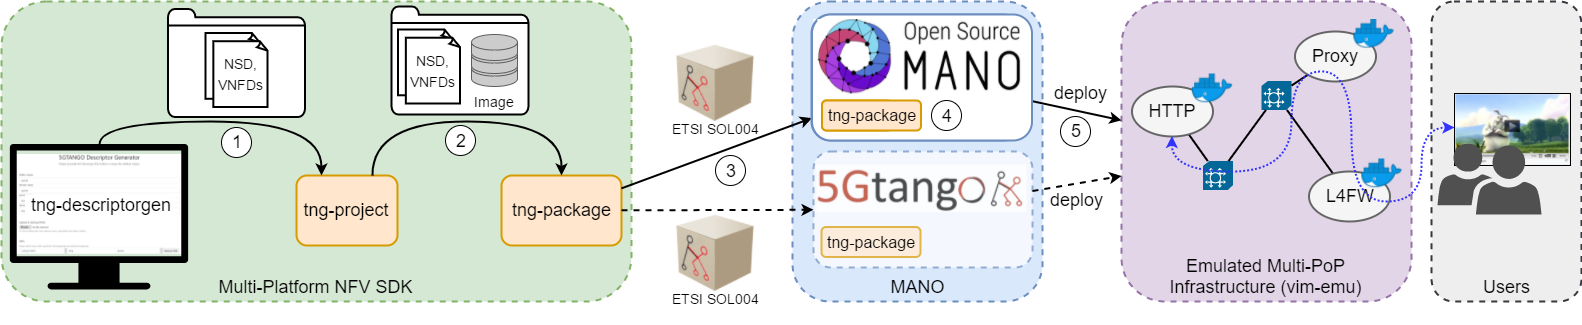 NSD,
VNFDs
1
NSD,
VNFDs
Image
2
5GTANGO Descriptor Generator
tng-descriptorgen
tng-project
tng-package
Multi-Platform NFV SDK
ETSI SOL004
3
ETSI SOL004
Open Source
MANO
tng-package
4
5Gtango
tng-package
MANO
deploy
5
deploy
Proxy
HTTP
L4FW
Emulated Multi-PoP
Infrastructure (vim-emu)
Users